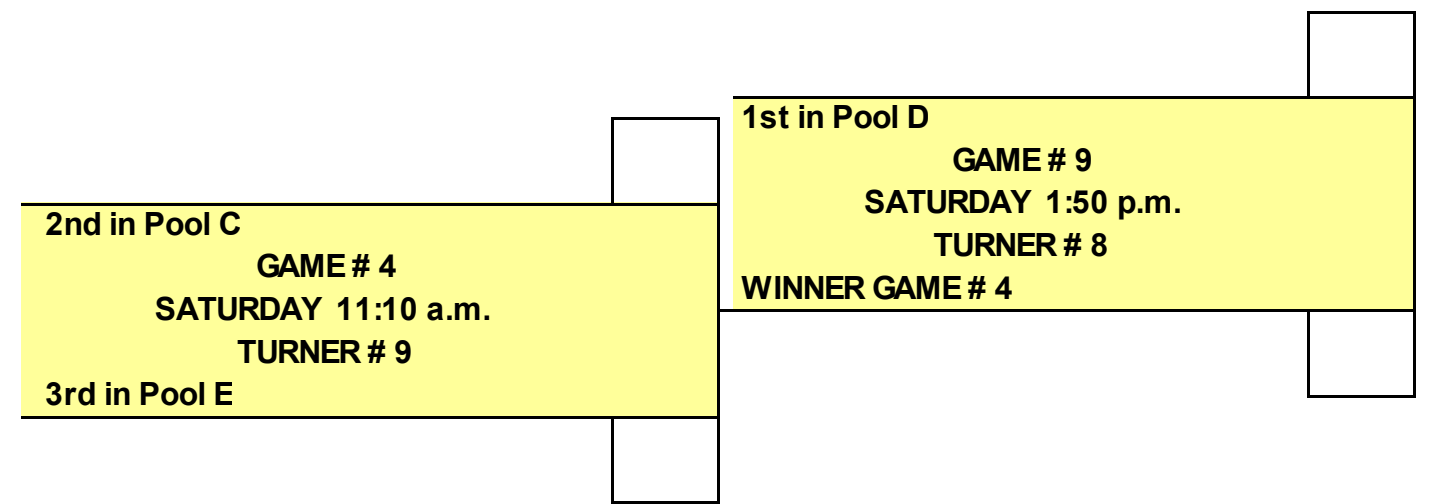 1st in Pool D
GAME # 9
SATURDAY 1:50 p.m.
TURNER # 8
WINNER GAME # 4
2nd in Pool C
GAME # 4
SATURDAY 11:10 a.m.
TURNER # 9
3rd in Pool E